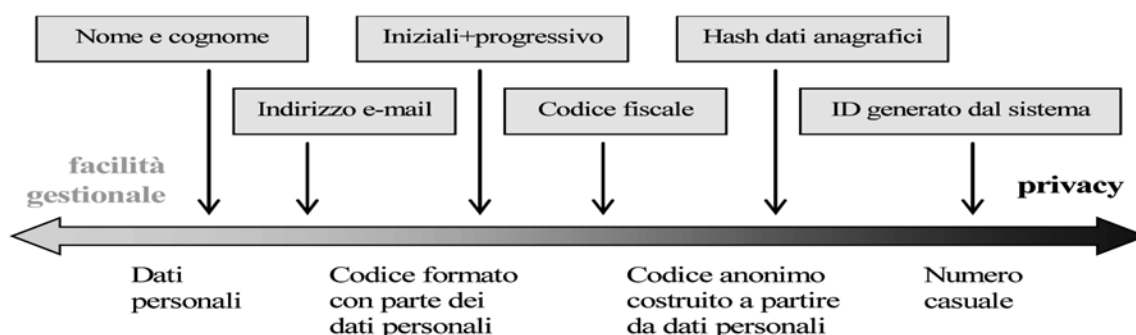 Nome e cognome
Iniziali+progressivo
Hash dati anagrafici
Indirizzo e-mail
Codice fiscale
ID generato dal sistema
facilità
gestionale
privacy
Dati
personali
Codice formato
con parte dei
dati personali
Codice anonimo
costruito a partire
da dati personali
Numero
casuale